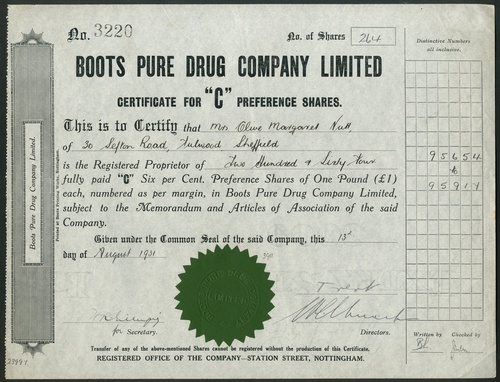 No. 3220
No. of Shares 264
Distinctive Numbers
all inclusive.
BOOTS PURE DRUG COMPANY LIMITED
CERTIFICATE FOR "C" PREFERENCE SHARES.
This is to Certify that Mrs Olive Margaret Nutt,
of 30 Sefton Road, Fulwood Sheffield
is the Registered Proprietor of Two Hundred & Sixty Four
fully paid "C" Six per Cent. Preference Shares of One Pound (£1)
each, numbered as per margin, in Boots Pure Drug Company Limited,
subject to the Memorandum and Articles of Association of the said
Company.
95654
to
95917
Given under the Common Seal of the said Company, this 13th
day of August 1931
Boots Pure Drug Company Limited.
for Secretary.
Trent
Directors.
Written by
Checked by
Transfer of any of the above-mentioned Shares cannot be registered without the production of this Certificate.
REGISTERED OFFICE OF THE COMPANY—STATION STREET, NOTTINGHAM.